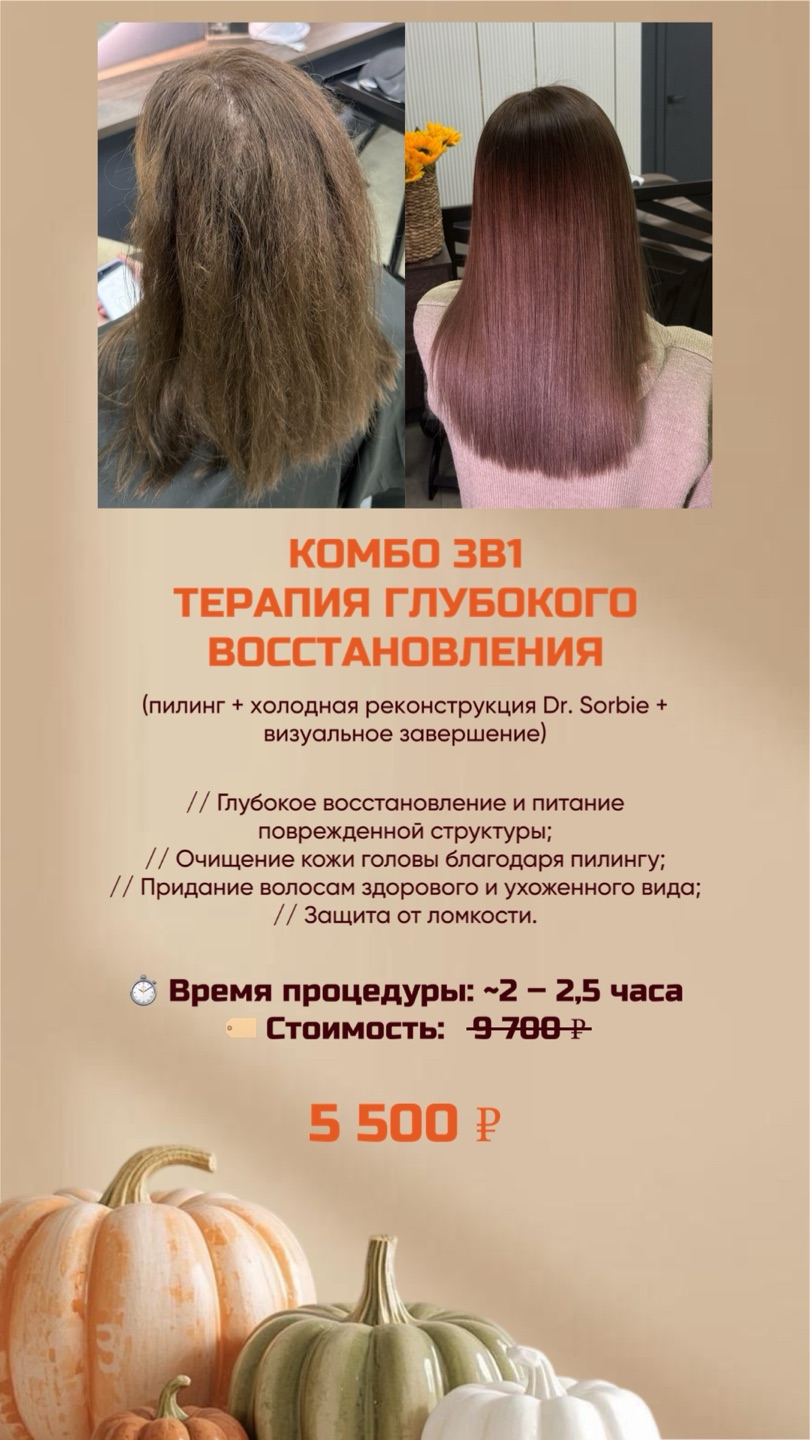 КОМБО 3В1
ТЕРАПИЯ ГЛУБОКОГО
ВОССТАНОВЛЕНИЯ
(пилинг + холодная реконструкция Dr. Sorbie +
визуальное завершение)
// Глубокое восстановление и питание
поврежденной структуры;
// Очищение кожи головы благодаря пилингу;
// Придание волосам здорового и ухоженного вида;
// Защита от ломкости.
⏱ Время процедуры: ~2 – 2,5 часа
🏷 Стоимость: 9 700 ₽
5 500 ₽